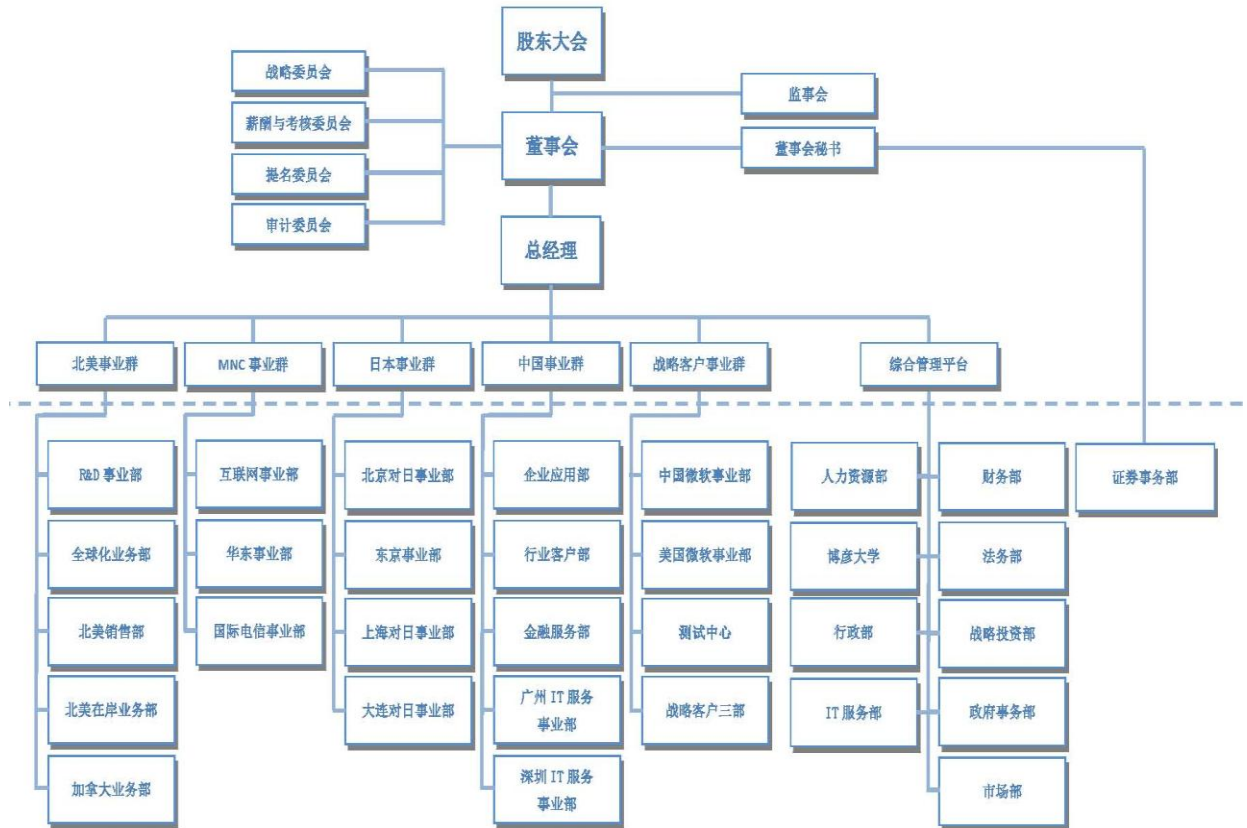 股东大会
战略委员会
监事会
薪酬与考核委员会
董事会
董事会秘书
提名委员会
审计委员会
总经理
北美事业群
MNC 事业群
日本事业群
中国事业群
战略客户事业群
综合管理平台
R&D 事业部
互联网事业部
北京对日事业部
企业应用部
中国微软事业部
人力资源部
财务部
证券事务部
全球化业务部
华东事业部
东京事业部
行业客户部
美国微软事业部
博彦大学
法务部
北美销售部
国际电信事业部
上海对日事业部
金融服务部
测试中心
行政部
战略投资部
北美在岸业务部
大连对日事业部
广州 IT 服务
事业部
战略客户三部
IT 服务部
政府事务部
加拿大业务部
深圳 IT 服务
事业部
市场部